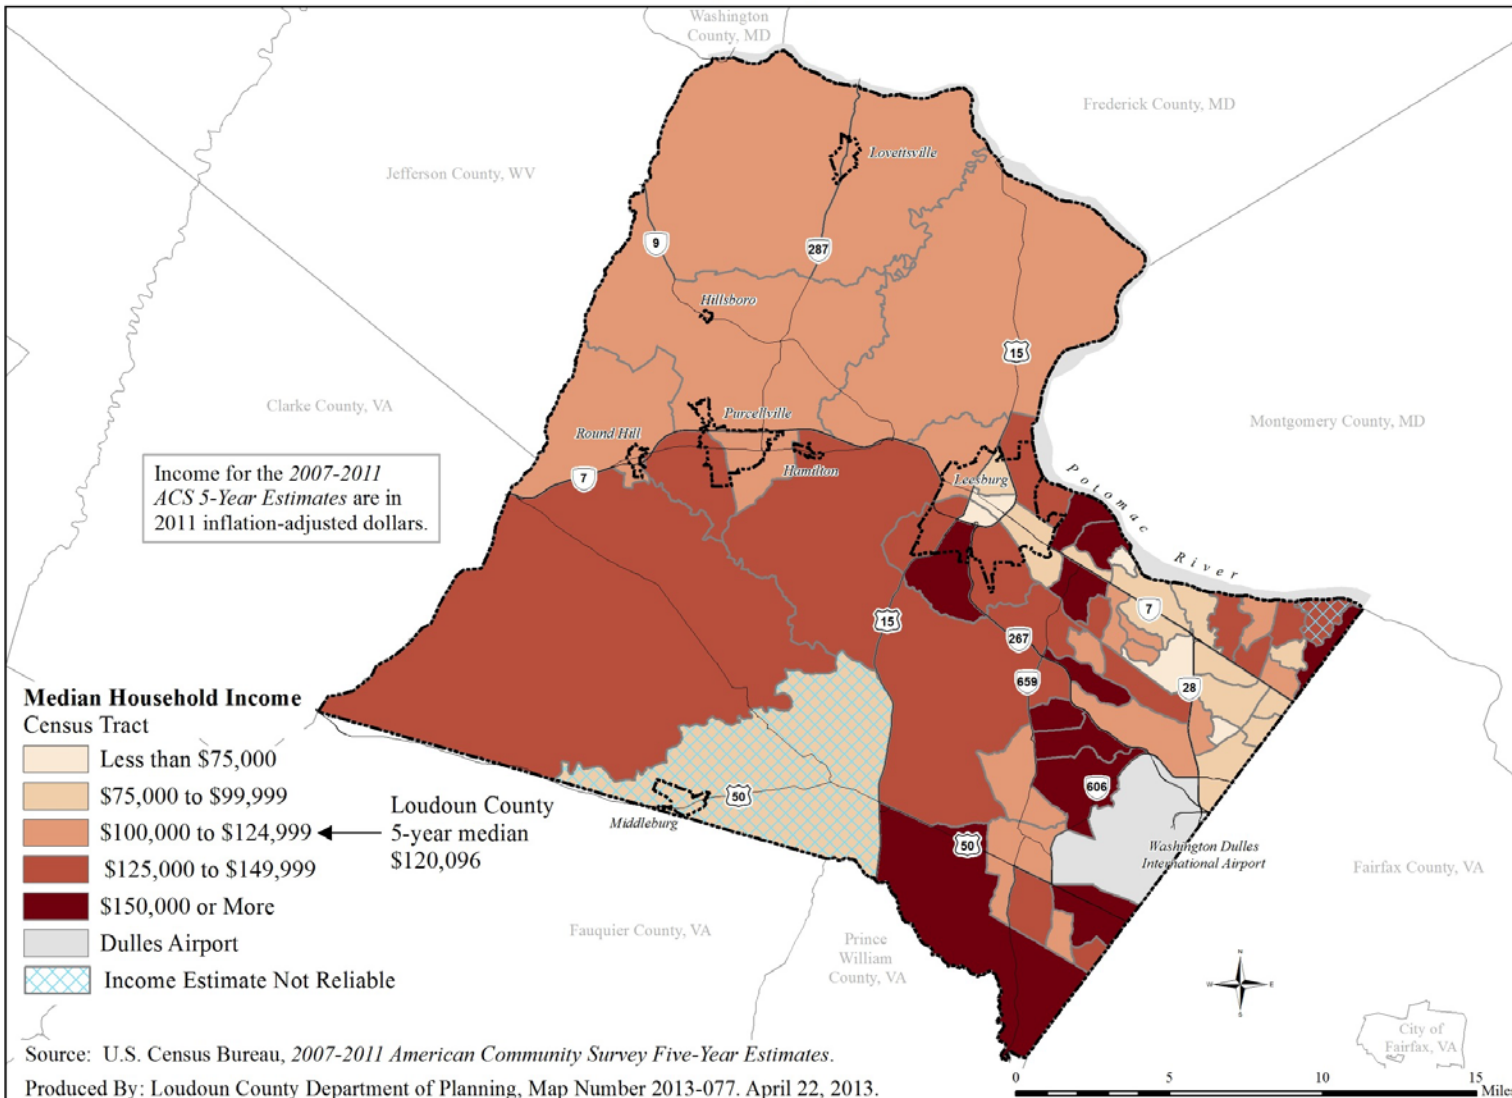 Washington
County, MD
Frederick County, MD
Jefferson County, WV
Lovettsville
9
287
Hillsboro
15
Clarke County, VA
Purcellville
Montgomery County, MD
Round Hill
Income for the 2007-2011
ACS 5-Year Estimates are in
2011 inflation-adjusted dollars.
7
Hamilton
Leesburg
Potomac
River
7
15
267
659
28
Median Household Income
Census Tract
Less than $75,000
$75,000 to $99,999
$100,000 to $124,999
$125,000 to $149,999
$150,000 or More
Dulles Airport
Income Estimate Not Reliable
Loudoun County
5-year median
$120,096
50
Middleburg
606
50
Washington Dulles
International Airport
Fairfax County, VA
Fauquier County, VA
Prince
William
County, VA
N
W
E
S
City of
Fairfax, VA
Source: U.S. Census Bureau, 2007-2011 American Community Survey Five-Year Estimates.
Produced By: Loudoun County Department of Planning, Map Number 2013-077. April 22, 2013.
0 5 10 15
Miles